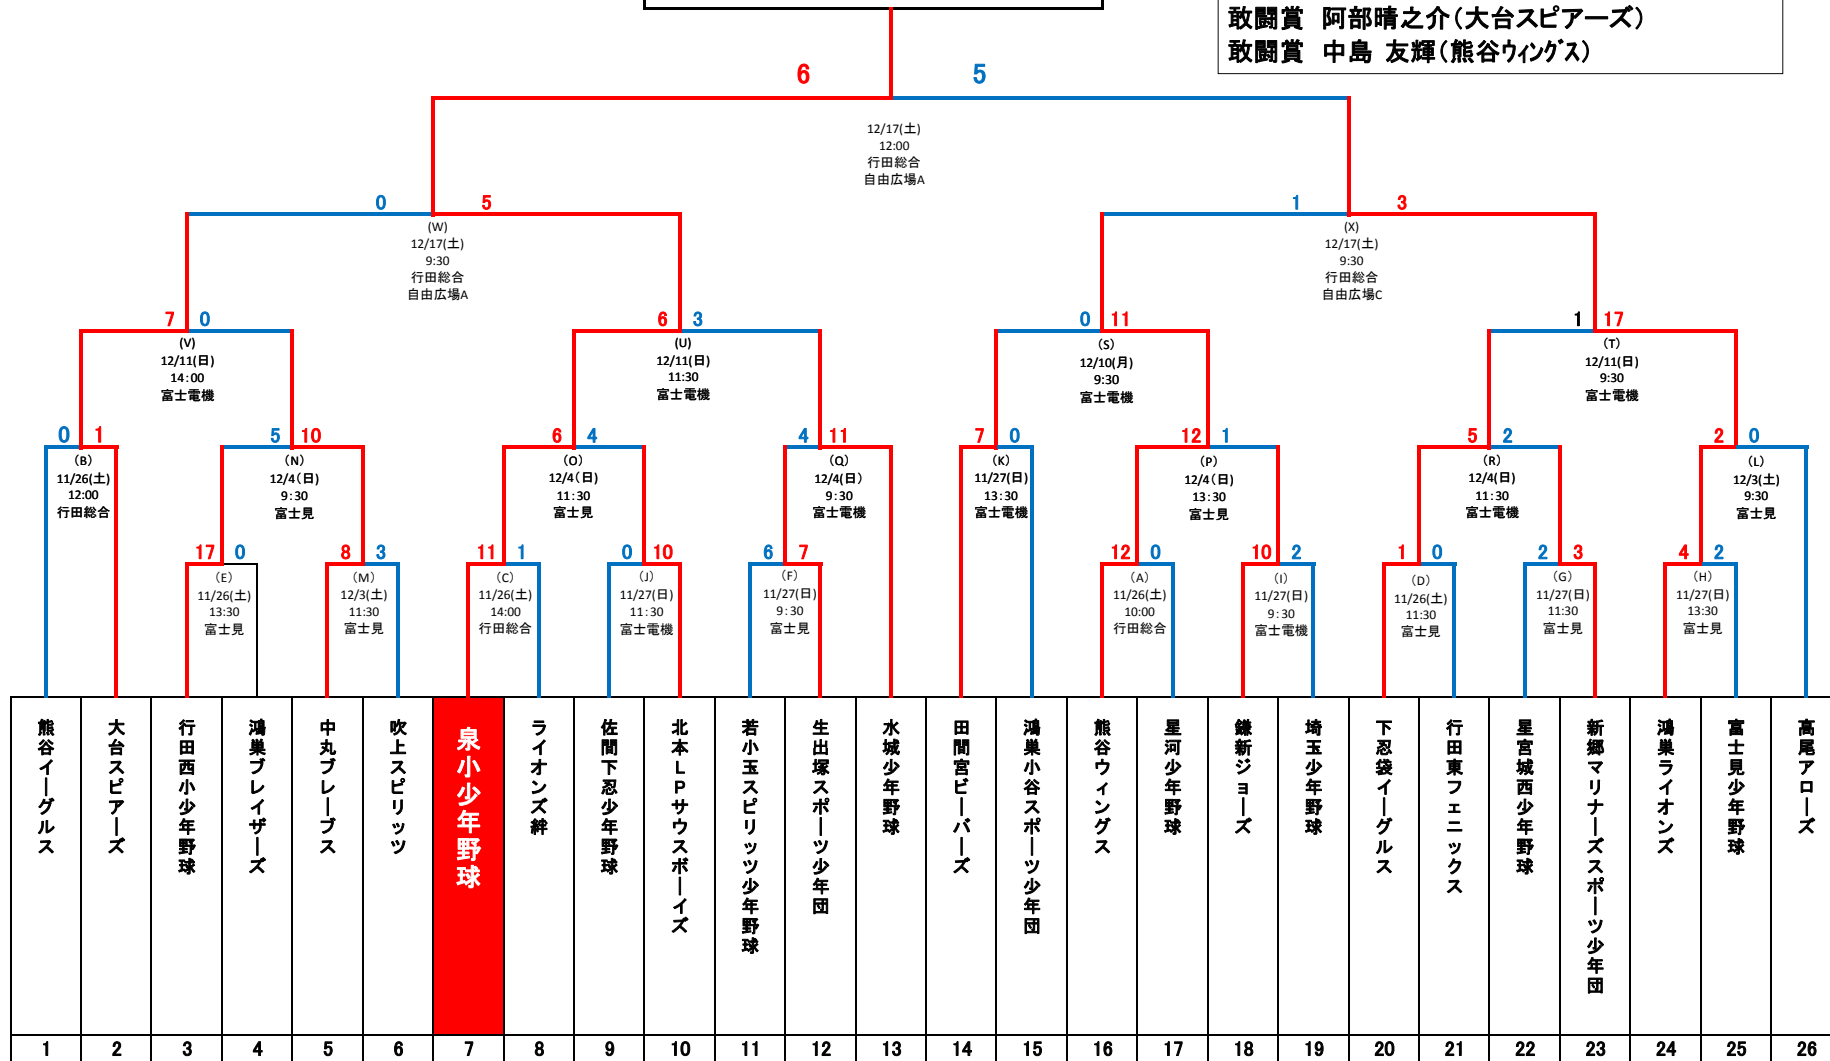 敢闘賞 阿部晴之介(大台スピアーズ)
敢闘賞 中島 友輝(熊谷ウィングス)
6 5
12/17(土)
12:00
行田総合
自由広場A
0 5
(W)
12/17(土)
9:30
行田総合
自由広場A
1 3
(X)
12/17(土)
9:30
行田総合
自由広場C
7 0
(V)
12/11(日)
14:00
富士電機
6 3
(U)
12/11(日)
11:30
富士電機
0 11
(S)
12/10(月)
9:30
富士電機
1 17
(T)
12/11(日)
9:30
富士電機
0 1
(B)
11/26(土)
12:00
行田総合
5 10
(N)
12/4(日)
9:30
富士見
6 4
(O)
12/4(日)
11:30
富士見
4 11
(Q)
12/4(日)
9:30
富士電機
7 0
(K)
11/27(日)
13:30
富士電機
12 1
(P)
12/4(日)
13:30
富士見
5 2
(R)
12/4(日)
11:30
富士電機
2 0
(L)
12/3(土)
9:30
富士見
17 0
(E)
11/26(土)
13:30
富士見
8 3
(M)
12/3(土)
11:30
富士見
11 1
(C)
11/26(土)
14:00
行田総合
0 10
(J)
11/27(日)
11:30
富士電機
6 7
(F)
11/27(日)
9:30
富士見
12 0
(A)
11/26(土)
10:00
行田総合
10 2
(I)
11/27(日)
9:30
富士電機
1 0
(D)
11/26(土)
11:30
富士見
2 3
(G)
11/27(日)
11:30
富士見
4 2
(H)
11/27(日)
13:30
富士見
熊谷イーグルス
大台スピアーズ
行田西小少年野球
鴻巣ブレイザーズ
中丸ブレーブス
吹上スピリッツ
泉小少年野球
ライオンズ絆
佐間下忍少年野球
北本LPサウスボーイズ
若小玉スピリッツ少年野球
生出塚スポーツ少年団
水城少年野球
田間宮ビーバーズ
鴻巣小谷スポーツ少年団
熊谷ウィングス
星河少年野球
鎌新ジョーズ
埼玉少年野球
下忍袋イーグルス
行田東フェニックス
星宮城西少年野球
新郷マリナーズスポーツ少年団
鴻巣ライオンズ
富士見少年野球
高尾アローズ
1 2 3 4 5 6 7 8 9 10 11 12 13 14 15 16 17 18 19 20 21 22 23 24 25 26